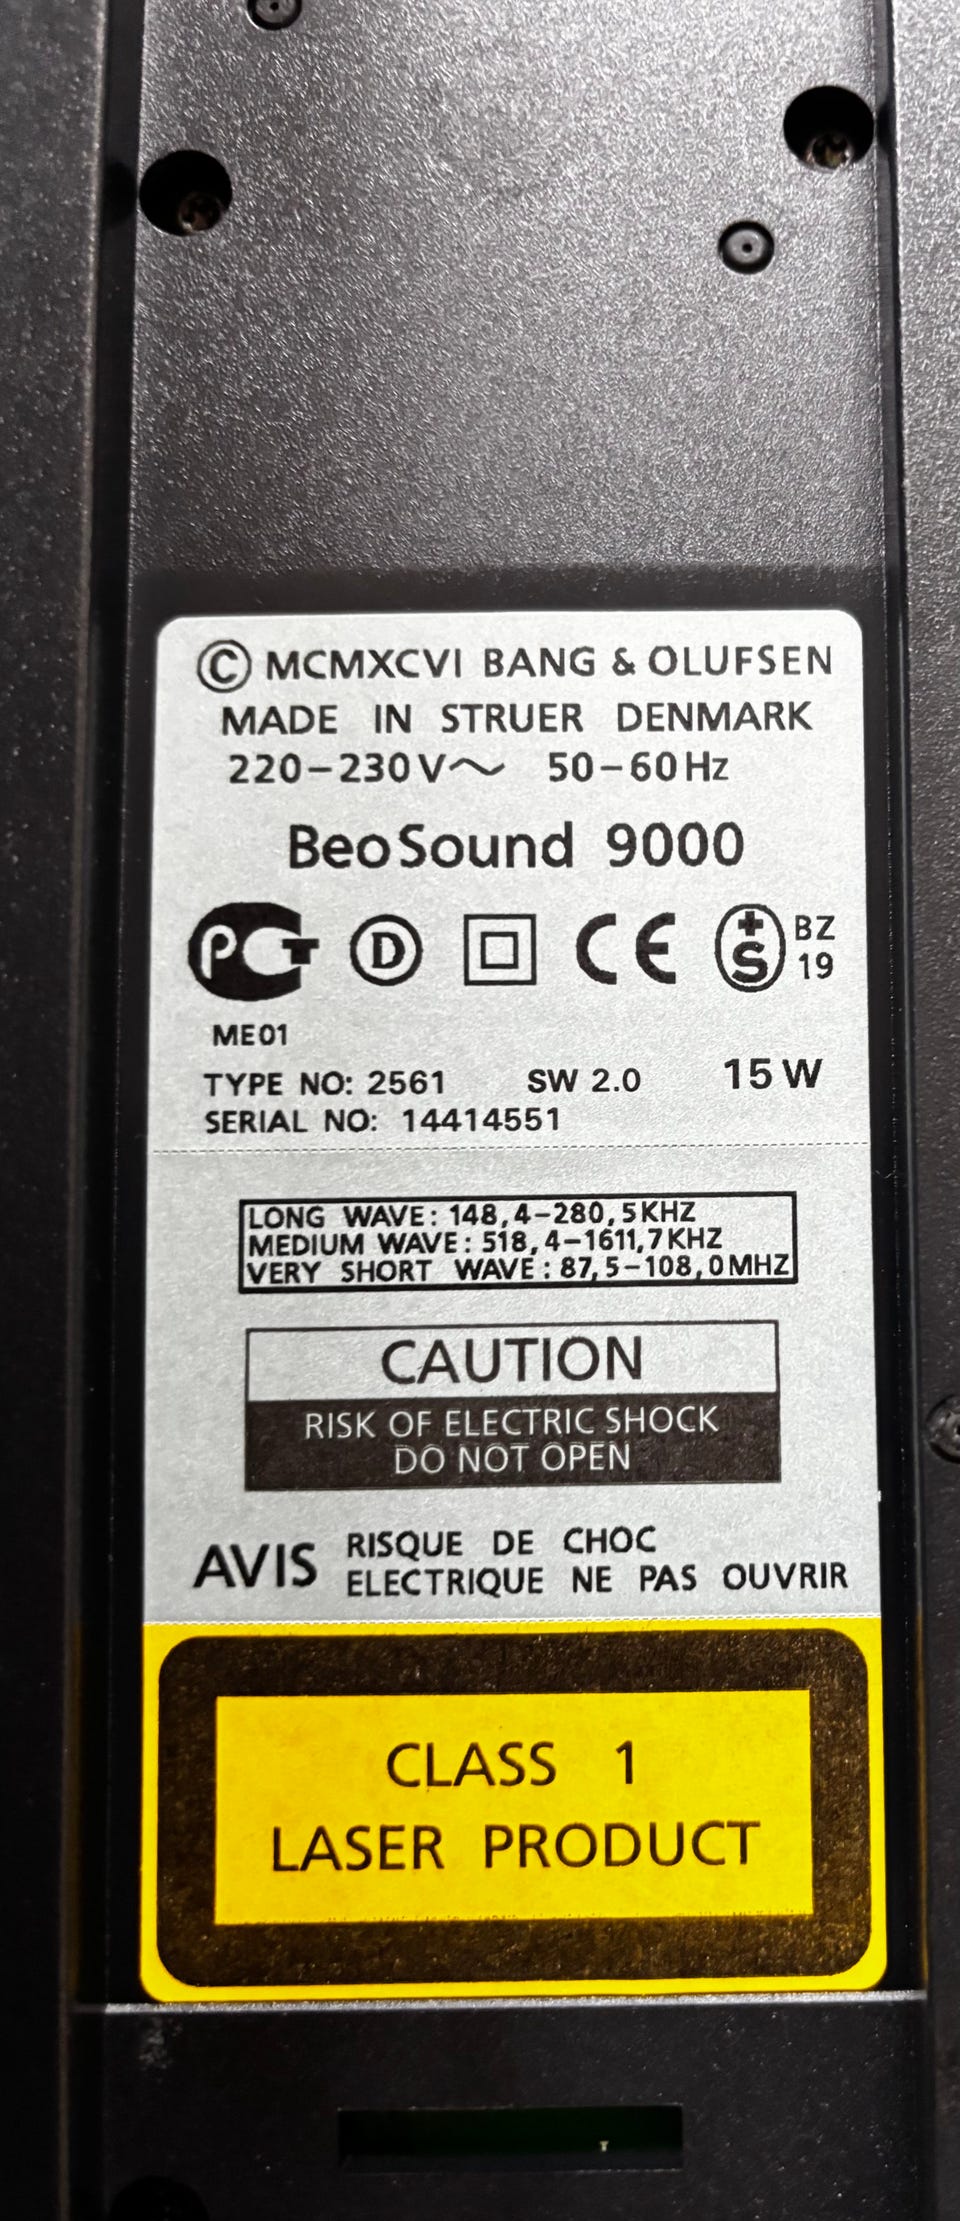 © MCMXCVI BANG & OLUFSEN
MADE IN STRUER DENMARK
220–230V~ 50–60Hz
BeoSound 9000
РСТ D CE +S BZ 19
ME01
TYPE NO: 2561 SW 2.0 15W
SERIAL NO: 14414551
LONG WAVE: 148,4–280,5KHZ
MEDIUM WAVE: 518,4–1611,7KHZ
VERY SHORT WAVE: 87,5–108,0MHZ
CAUTION
RISK OF ELECTRIC SHOCK
DO NOT OPEN
AVIS RISQUE DE CHOC
ELECTRIQUE NE PAS OUVRIR
CLASS 1
LASER PRODUCT